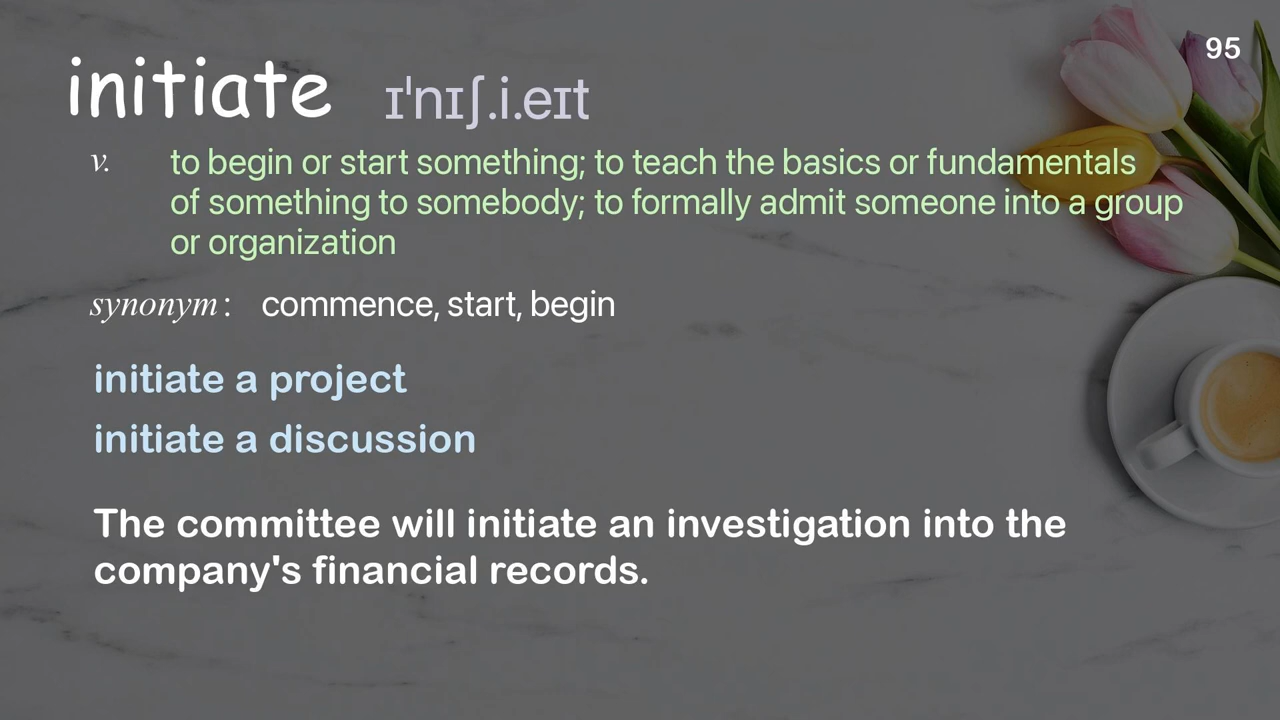 95
initiate ɪˈnɪʃ.i.eɪt
v. to begin or start something; to teach the basics or fundamentals
of something to somebody; to formally admit someone into a group
or organization
synonym: commence, start, begin
initiate a project
initiate a discussion
The committee will initiate an investigation into the
company's financial records.